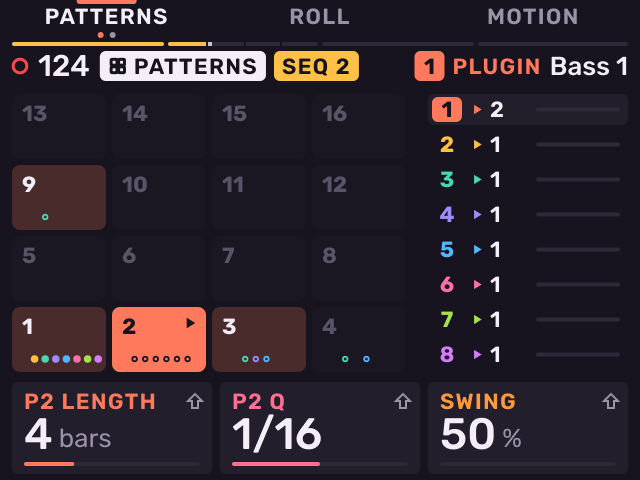 PATTERNS ROLL MOTION
124 PATTERNS SEQ 2 1 PLUGIN Bass 1
13 14 15 16
9 10 11 12
5 6 7 8
1 2 3 4
1 2
2 1
3 1
4 1
5 1
6 1
7 1
8 1
P2 LENGTH P2 Q SWING
4 bars 1/16 50 %